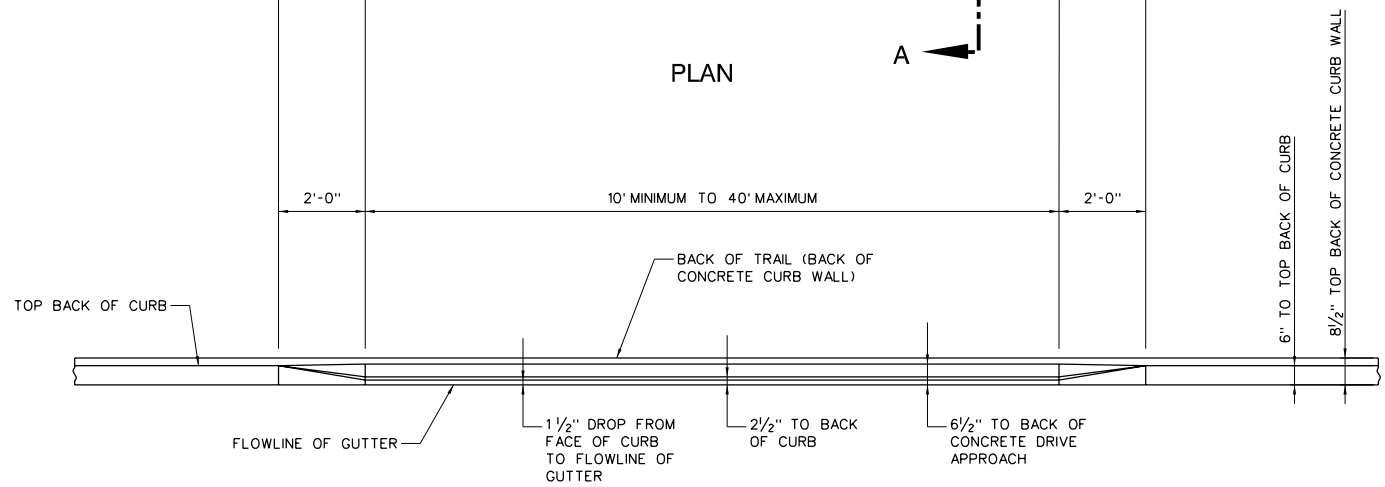 A
PLAN
2'-0"
10' MINIMUM TO 40' MAXIMUM
2'-0"
6" TO TOP BACK OF CURB
8½" TOP BACK OF CONCRETE CURB WALL
BACK OF TRAIL (BACK OF
CONCRETE CURB WALL)
TOP BACK OF CURB
FLOWLINE OF GUTTER
1 ½" DROP FROM
FACE OF CURB
TO FLOWLINE OF
GUTTER
2½" TO BACK
OF CURB
6½" TO BACK OF
CONCRETE DRIVE
APPROACH